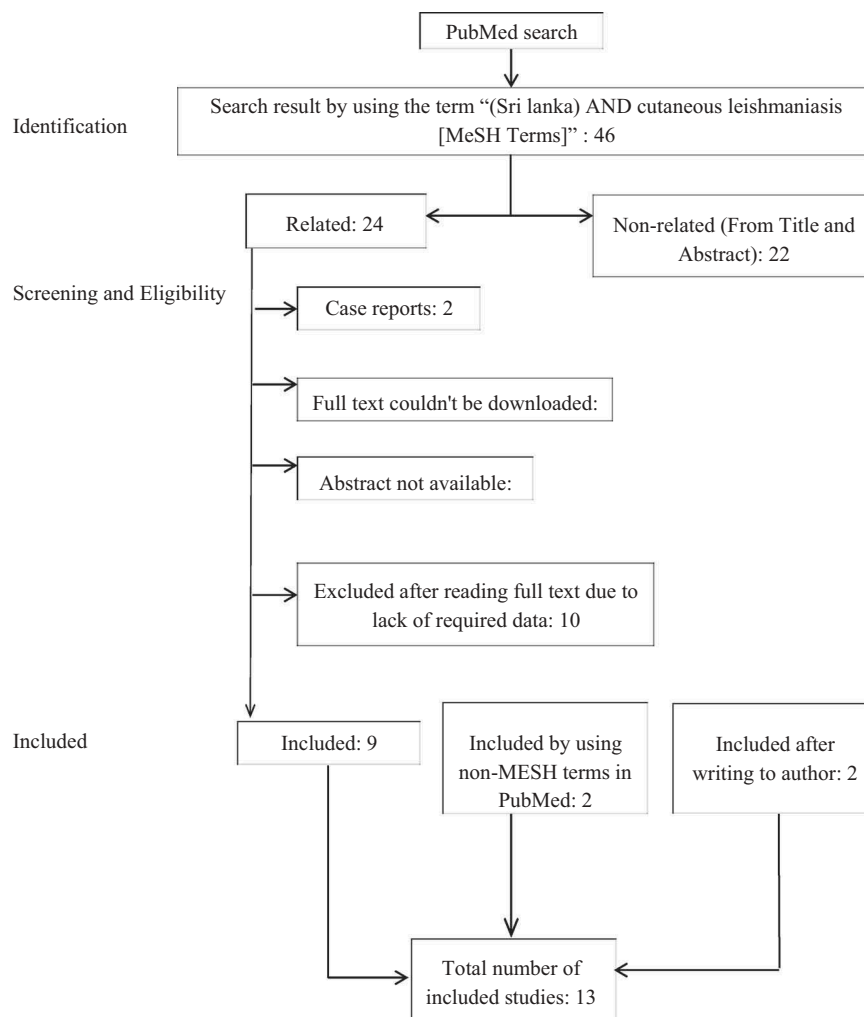 PubMed search
Identification
Search result by using the term “(Sri lanka) AND cutaneous leishmaniasis
[MeSH Terms]” : 46
Related: 24
Non-related (From Title and
Abstract): 22
Screening and Eligibility
Case reports: 2
Full text couldn't be downloaded:
Abstract not available:
Excluded after reading full text due to
lack of required data: 10
Included
Included: 9
Included by using
non-MESH terms in
PubMed: 2
Included after
writing to author: 2
Total number of
included studies: 13